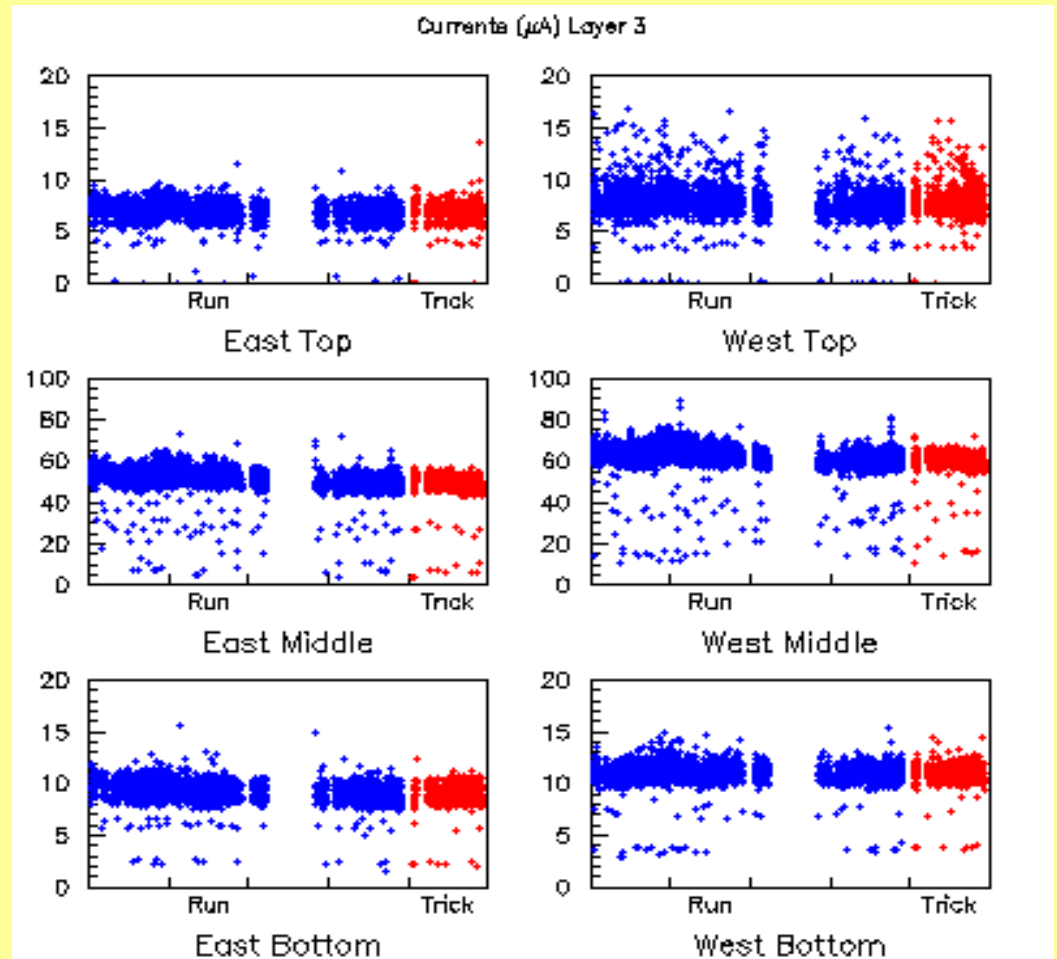 Currents (µA) Layer 3
20 20
15 15
10 10
5 5
0 0
Run Trick Run Trick
East Top West Top
100 100
80 80
60 60
40 40
20 20
0 0
Run Trick Run Trick
East Middle West Middle
20 20
15 15
10 10
5 5
0 0
Run Trick Run Trick
East Bottom West Bottom